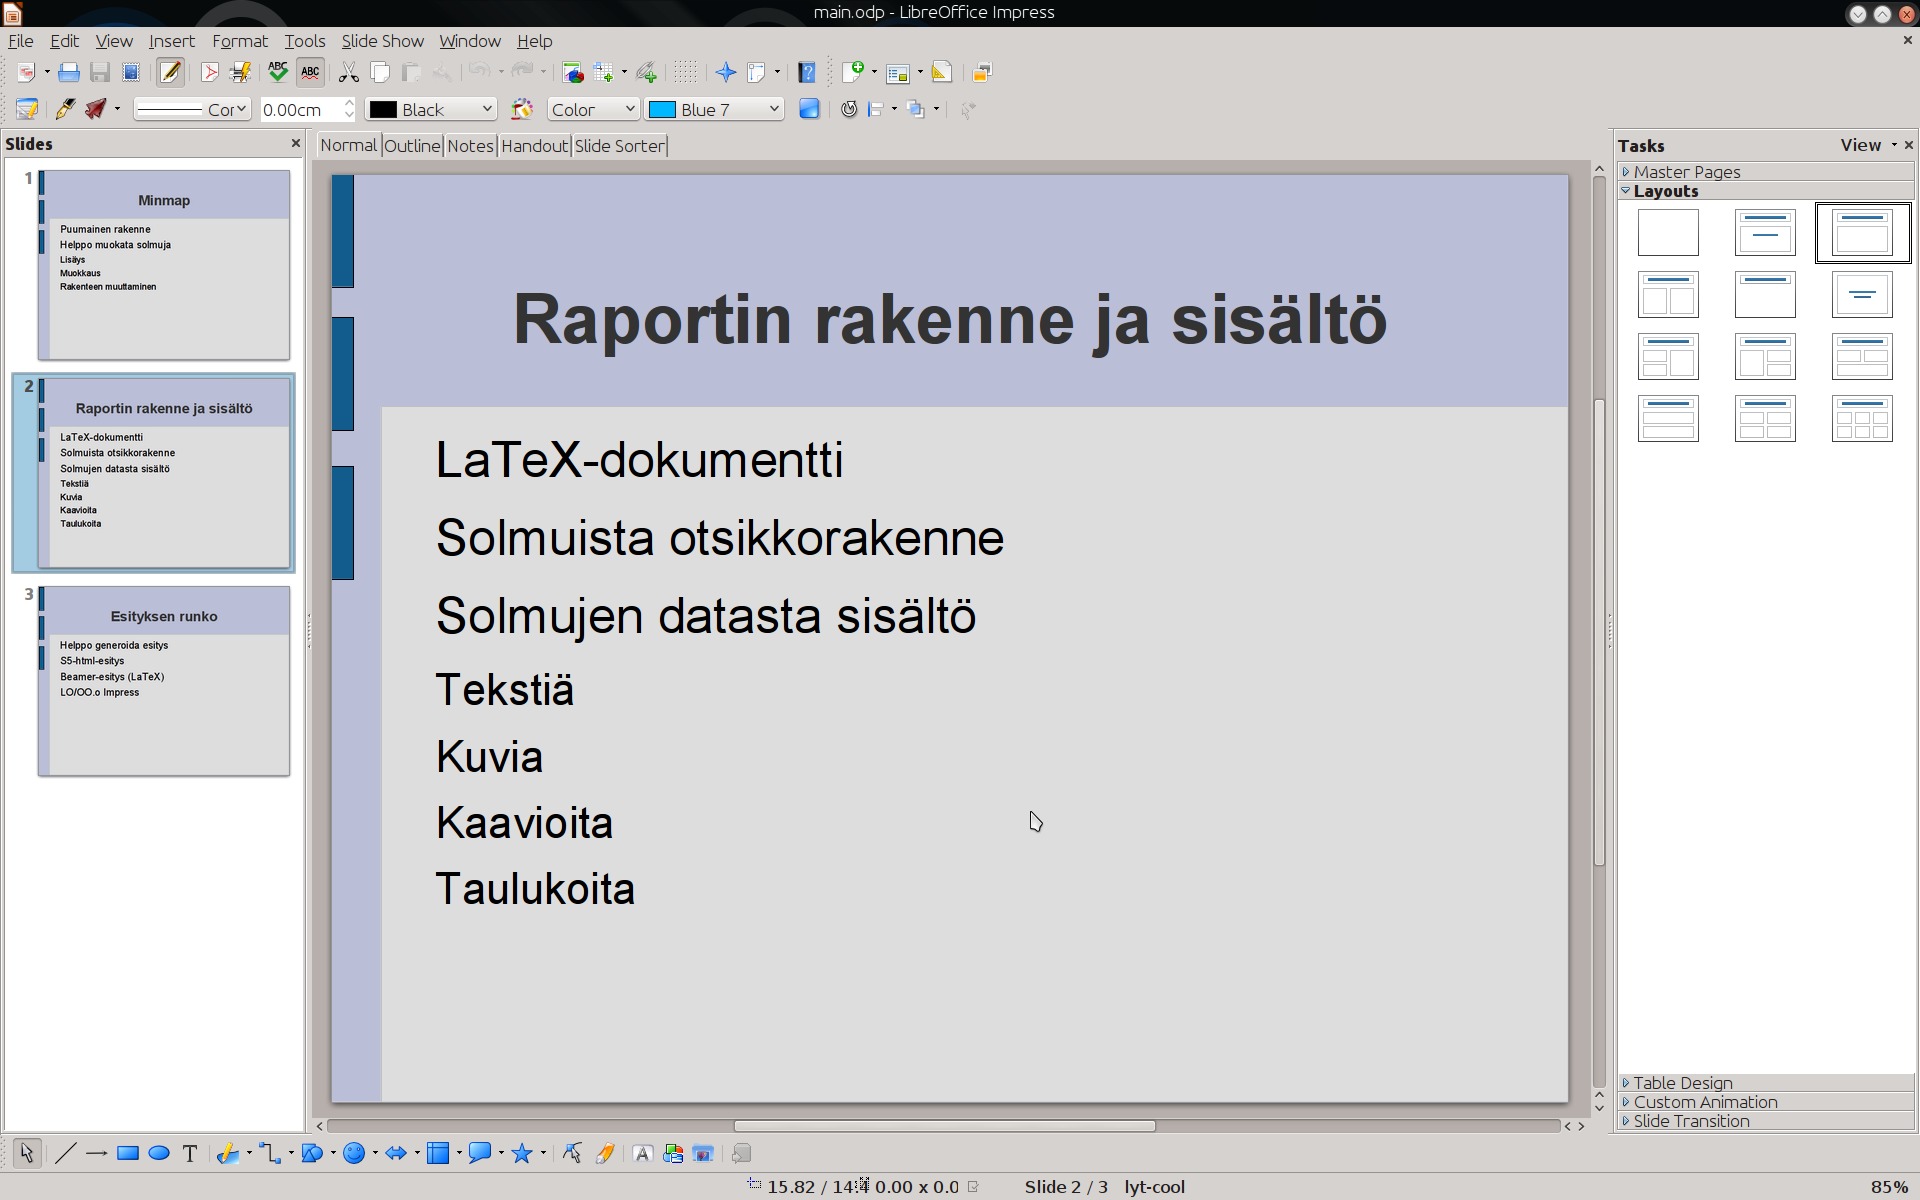 main.odp - LibreOffice Impress
File Edit View Insert Format Tools Slide Show Window Help
ABC ABC
Cor 0.00cm Black Color Blue 7
Slides
Normal Outline Notes Handout Slide Sorter
Tasks View
1
Minmap
Puumainen rakenne
Helppo muokata solmuja
Lisäys
Muokkaus
Rakenteen muuttaminen
2
Raportin rakenne ja sisältö
LaTeX-dokumentti
Solmuista otsikkorakenne
Solmujen datasta sisältö
Tekstiä
Kuvia
Kaavioita
Taulukoita
3
Esityksen runko
Helppo generoida esitys
S5-html-esitys
Beamer-esitys (LaTeX)
LO/OO.o Impress
Raportin rakenne ja sisältö
LaTeX-dokumentti
Solmuista otsikkorakenne
Solmujen datasta sisältö
Tekstiä
Kuvia
Kaavioita
Taulukoita
Master Pages
Layouts
Table Design
Custom Animation
Slide Transition
T
A
15.82 / 14.4 0.00 x 0.0 Slide 2 / 3 lyt-cool 85%